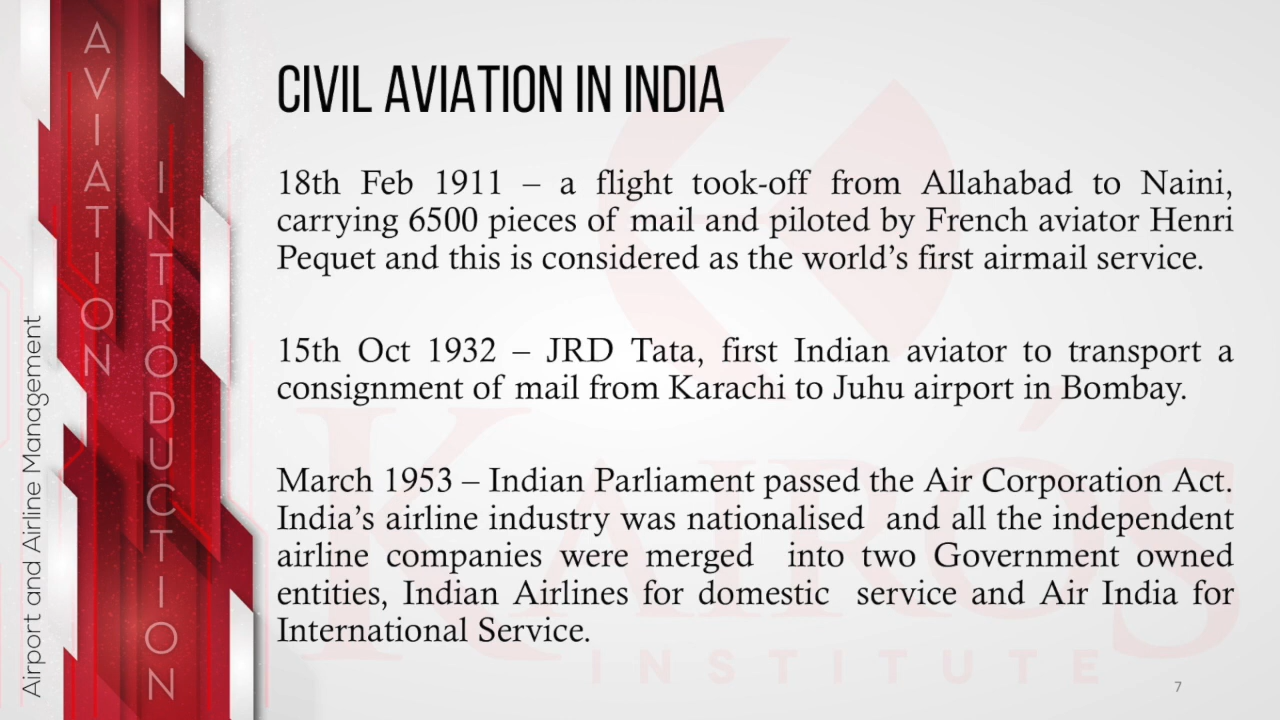 AVIATION
INTRODUCTION
Airport and Airline Management
CIVIL AVIATION IN INDIA
18th Feb 1911 – a flight took-off from Allahabad to Naini,
carrying 6500 pieces of mail and piloted by French aviator Henri
Pequet and this is considered as the world’s first airmail service.
15th Oct 1932 – JRD Tata, first Indian aviator to transport a
consignment of mail from Karachi to Juhu airport in Bombay.
March 1953 – Indian Parliament passed the Air Corporation Act.
India’s airline industry was nationalised and all the independent
airline companies were merged into two Government owned
entities, Indian Airlines for domestic service and Air India for
International Service.
KAIRÓS
INSTITUTE
7